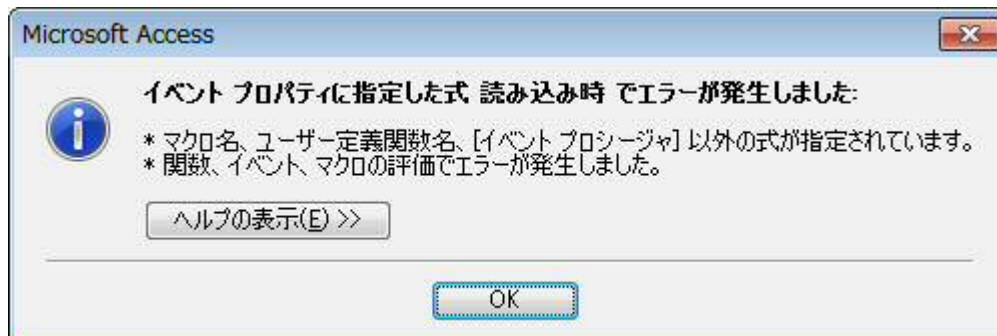 Microsoft Access
イベント プロパティに指定した式 読み込み時 でエラーが発生しました:
* マクロ名、ユーザー定義関数名、[イベント プロシージャ] 以外の式が指定されています。
* 関数、イベント、マクロの評価でエラーが発生しました。
ヘルプの表示(E) >>
OK